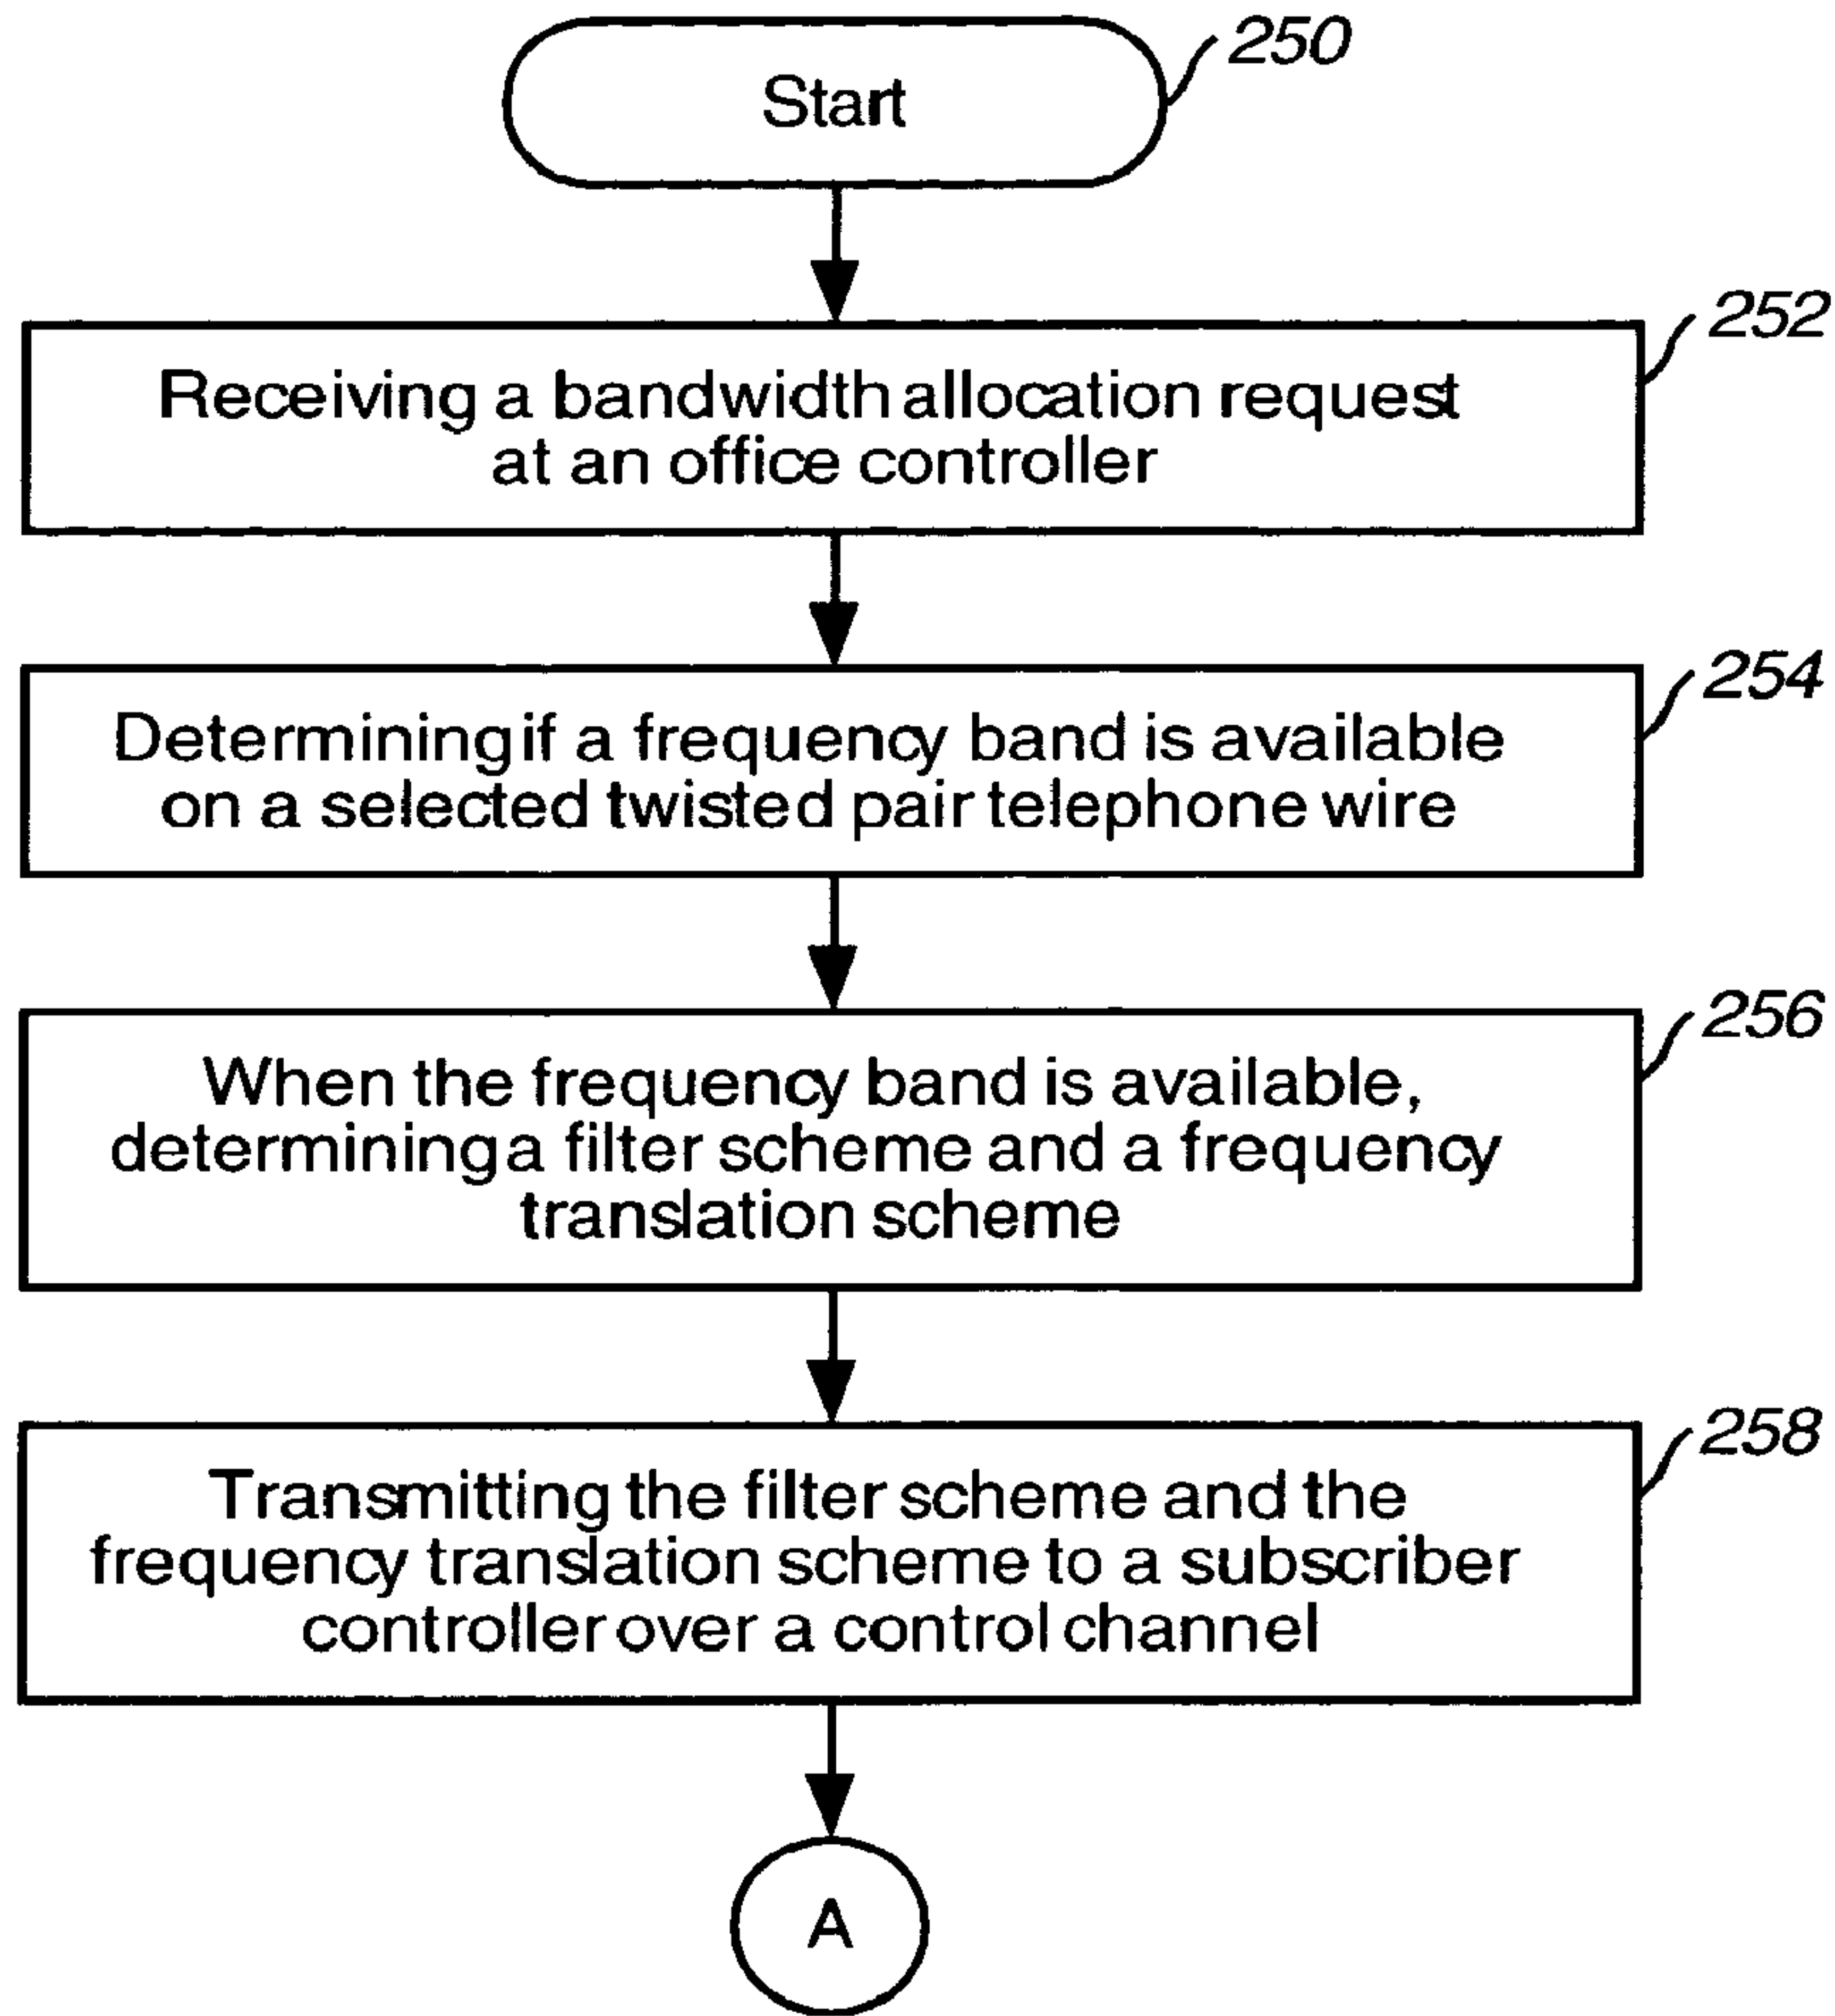 Start
250
252
Receiving a bandwidth allocation request
at an office controller
254
Determining if a frequency band is available
on a selected twisted pair telephone wire
256
When the frequency band is available,
determining a filter scheme and a frequency
translation scheme
258
Transmitting the filter scheme and the
frequency translation scheme to a subscriber
controller over a control channel
A